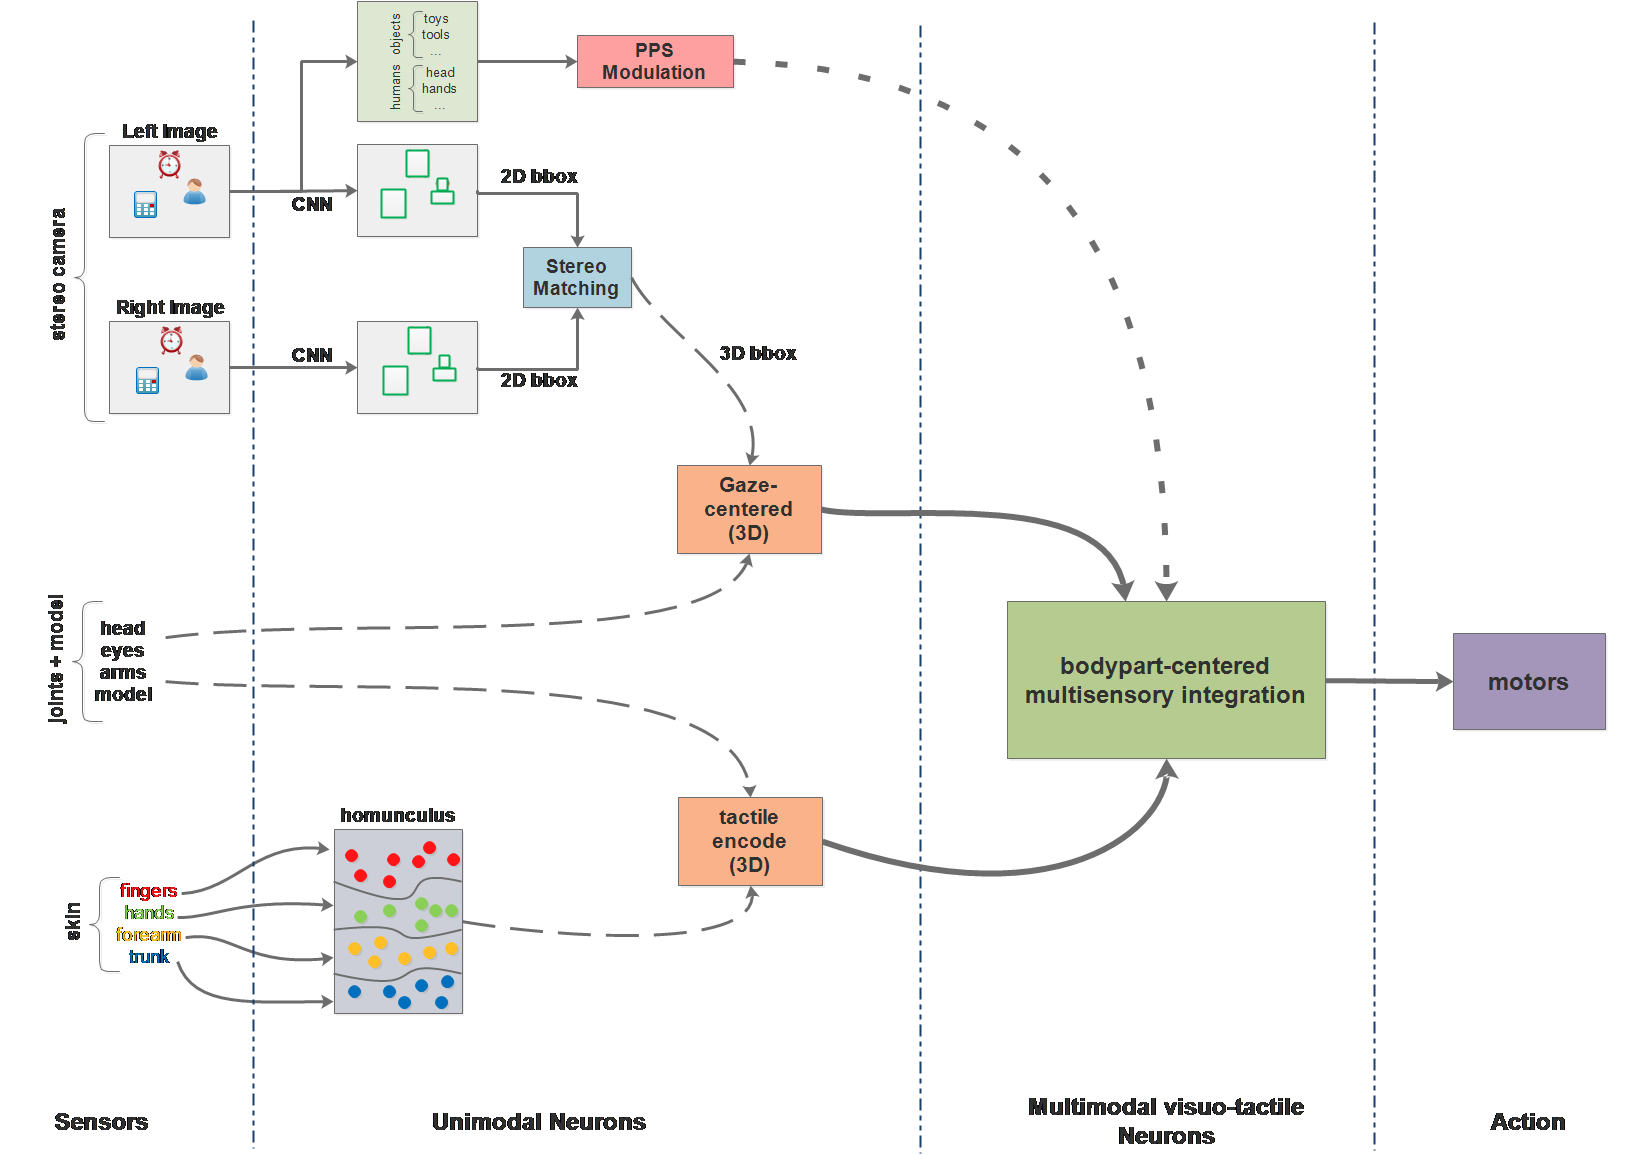 objects
toys
tools
...
humans
head
hands
...
PPS
Modulation
stereo camera
Left Image
CNN
2D bbox
Stereo
Matching
Right Image
CNN
2D bbox
3D bbox
Gaze-
centered
(3D)
joints + model
head
eyes
arms
model
bodypart-centered
multisensory integration
motors
skin
fingers
hands
forearm
trunk
homunculus
tactile
encode
(3D)
Sensors
Unimodal Neurons
Multimodal visuo-tactile
Neurons
Action